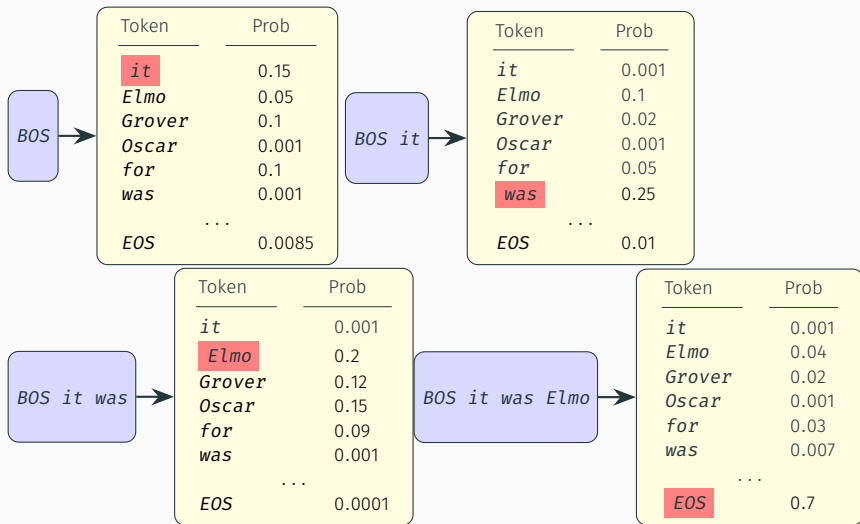 Token Prob
it 0.15
Elmo 0.05
Grover 0.1
Oscar 0.001
for 0.1
was 0.001
...
EOS 0.0085
BOS
Token Prob
it 0.001
Elmo 0.1
Grover 0.02
Oscar 0.001
for 0.05
was 0.25
...
EOS 0.01
BOS it
Token Prob
it 0.001
Elmo 0.2
Grover 0.12
Oscar 0.15
for 0.09
was 0.001
...
EOS 0.0001
BOS it was
Token Prob
it 0.001
Elmo 0.04
Grover 0.02
Oscar 0.001
for 0.03
was 0.007
...
EOS 0.7
BOS it was Elmo